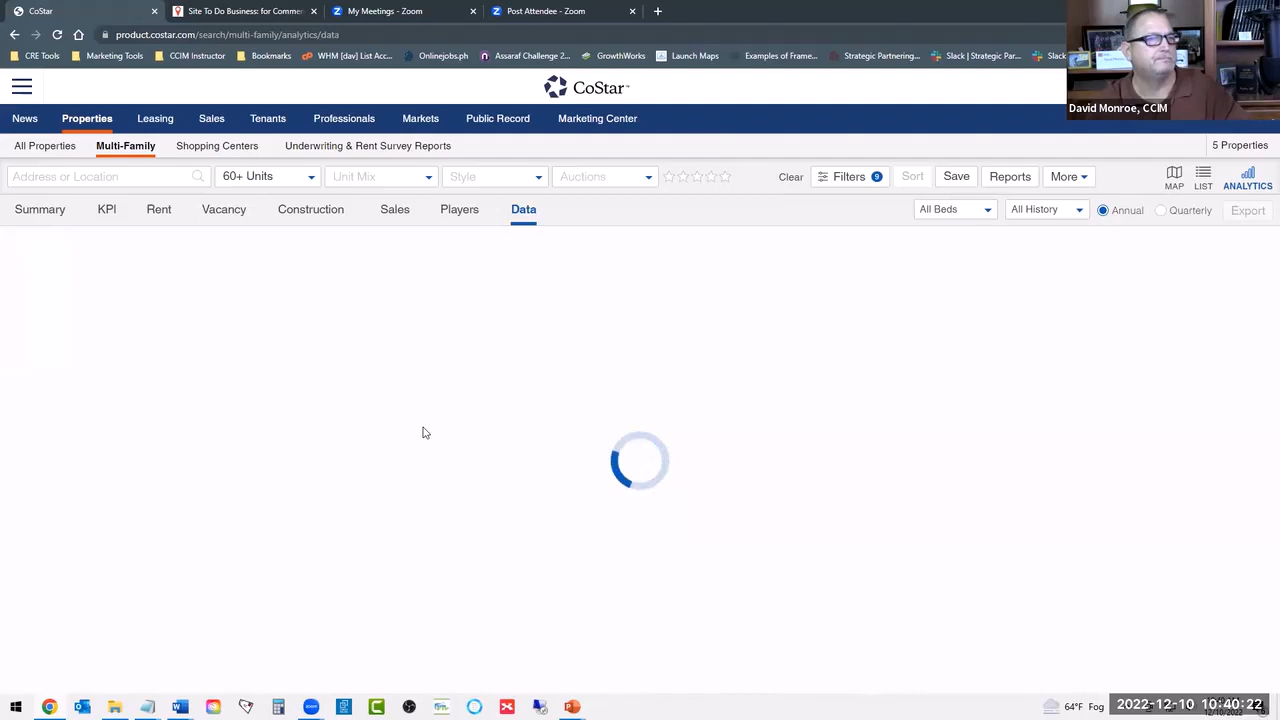 CoStar
Site To Do Business: for Commer
My Meetings - Zoom
Post Attendee - Zoom
product.costar.com/search/multi-family/analytics/data
CRE Tools Marketing Tools CCIM Instructor Bookmarks WHM [dav] List Acc... Onlinejobs.ph Assaraf Challenge 2... GrowthWorks Launch Maps Examples of Frame... Strategic Partnering... Slack | Strategic Par... Slack
CoStar
News Properties Leasing Sales Tenants Professionals Markets Public Record Marketing Center
All Properties Multi-Family Shopping Centers Underwriting & Rent Survey Reports 5 Properties
Address or Location 60+ Units Unit Mix Style Auctions Clear Filters 9 Sort Save Reports More MAP LIST ANALYTICS
Summary KPI Rent Vacancy Construction Sales Players Data All Beds All History Annual Quarterly Export
David Monroe, CCIM
64°F Fog
2022-12-10 10:40:22